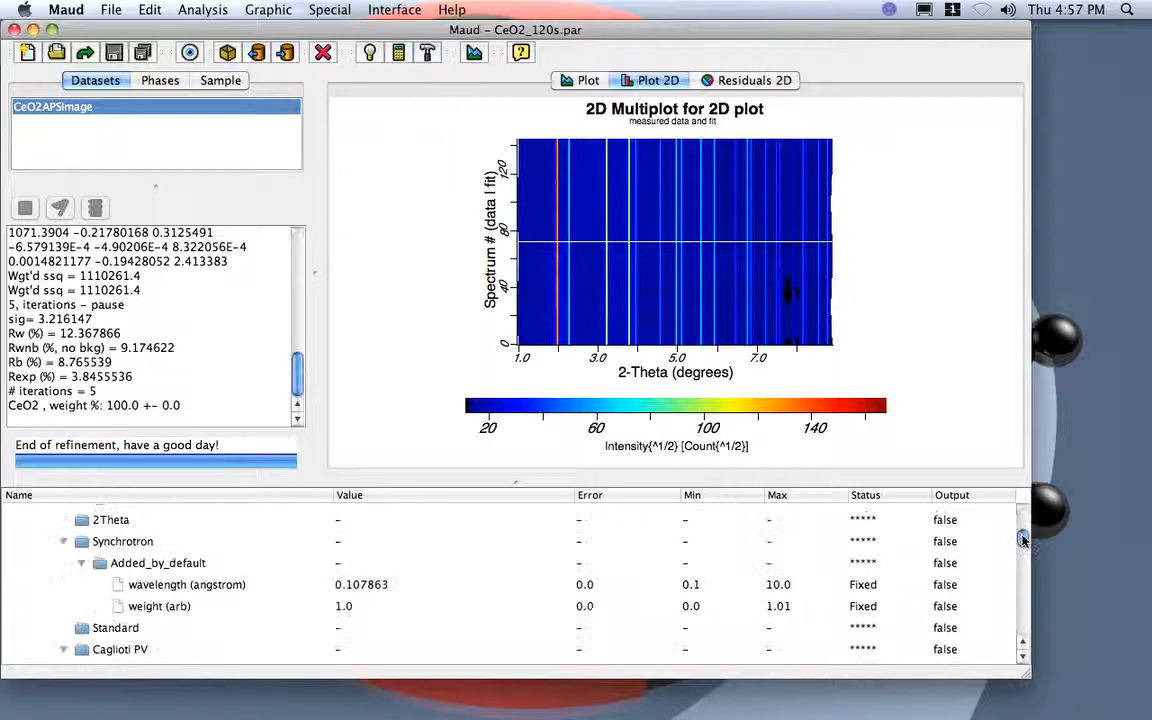 Maud File Edit Analysis Graphic Special Interface Help 1 Thu 4:57 PM
Maud - CeO2_120s.par
Datasets Phases Sample
Plot Plot 2D Residuals 2D
CeO2APSImage
1071.3904 -0.21780168 0.3125491
-6.579139E-4 -4.90206E-4 8.322056E-4
0.0014821177 -0.19428052 2.413383
Wgt'd ssq = 1110261.4
Wgt'd ssq = 1110261.4
5, iterations - pause
sig= 3.216147
Rw (%) = 12.367866
Rwnb (%, no bkg) = 9.174622
Rb (%) = 8.765539
Rexp (%) = 3.8455536
# iterations = 5
CeO2 , weight %: 100.0 +- 0.0
End of refinement, have a good day!
2D Multiplot for 2D plot
measured data and fit
Spectrum # (data | fit)
120
80
40
0
1.0 3.0 5.0 7.0
2-Theta (degrees)
20 60 100 140
Intensity{^1/2} [Count{^1/2}]
Name Value Error Min Max Status Output
2Theta - - - - ***** false
Synchrotron - - - - ***** false
Added_by_default - - - - ***** false
wavelength (angstrom) 0.107863 0.0 0.1 10.0 Fixed false
weight (arb) 1.0 0.0 0.0 1.01 Fixed false
Standard - - - - ***** false
Caglioti PV - - - - ***** false